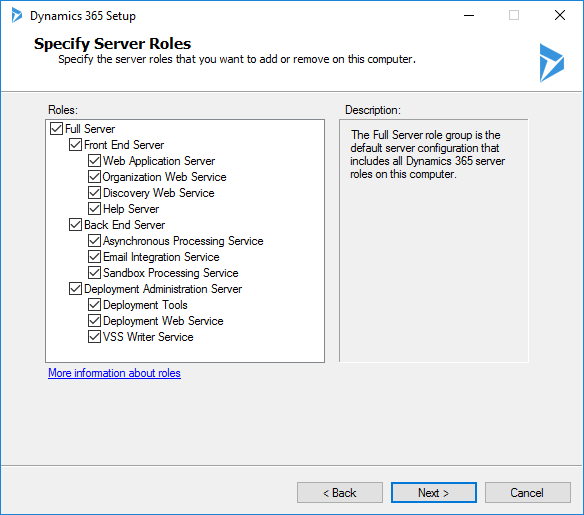 Dynamics 365 Setup
Specify Server Roles
Specify the server roles that you want to add or remove on this computer.
Roles:
Full Server
Front End Server
Web Application Server
Organization Web Service
Discovery Web Service
Help Server
Back End Server
Asynchronous Processing Service
Email Integration Service
Sandbox Processing Service
Deployment Administration Server
Deployment Tools
Deployment Web Service
VSS Writer Service
Description:
The Full Server role group is the
default server configuration that
includes all Dynamics 365 server
roles on this computer.
More information about roles
< Back
Next >
Cancel